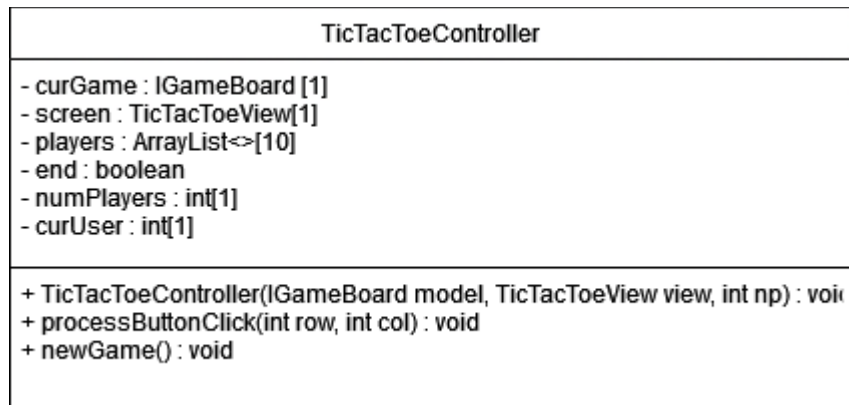 TicTacToeController
- curGame : IGameBoard [1]
- screen : TicTacToeView[1]
- players : ArrayList<>[10]
- end : boolean
- numPlayers : int[1]
- curUser : int[1]
+ TicTacToeController(IGameBoard model, TicTacToeView view, int np) : voi
+ processButtonClick(int row, int col) : void
+ newGame() : void